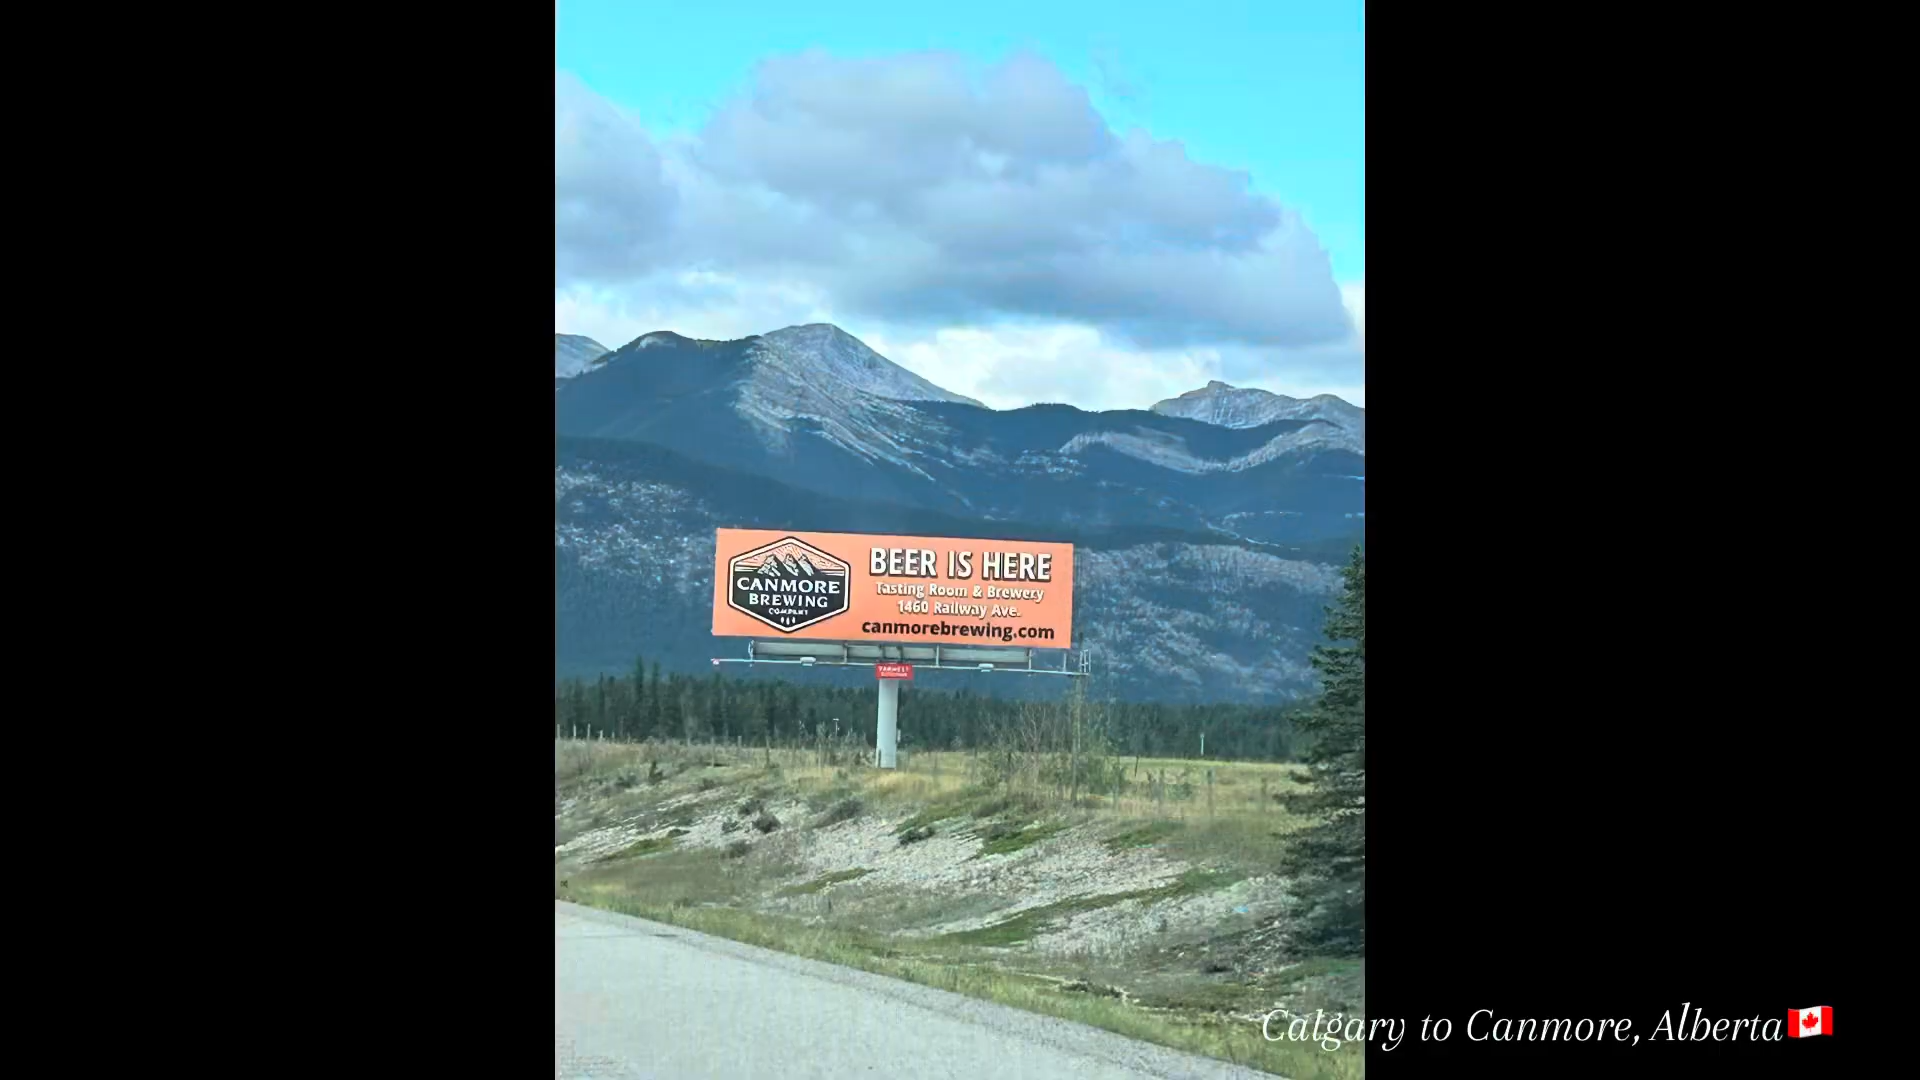 CANMORE
BREWING
COMPANY
BEER IS HERE
Tasting Room & Brewery
1460 Railway Ave.
canmorebrewing.com
Calgary to Canmore, Alberta🇨🇦